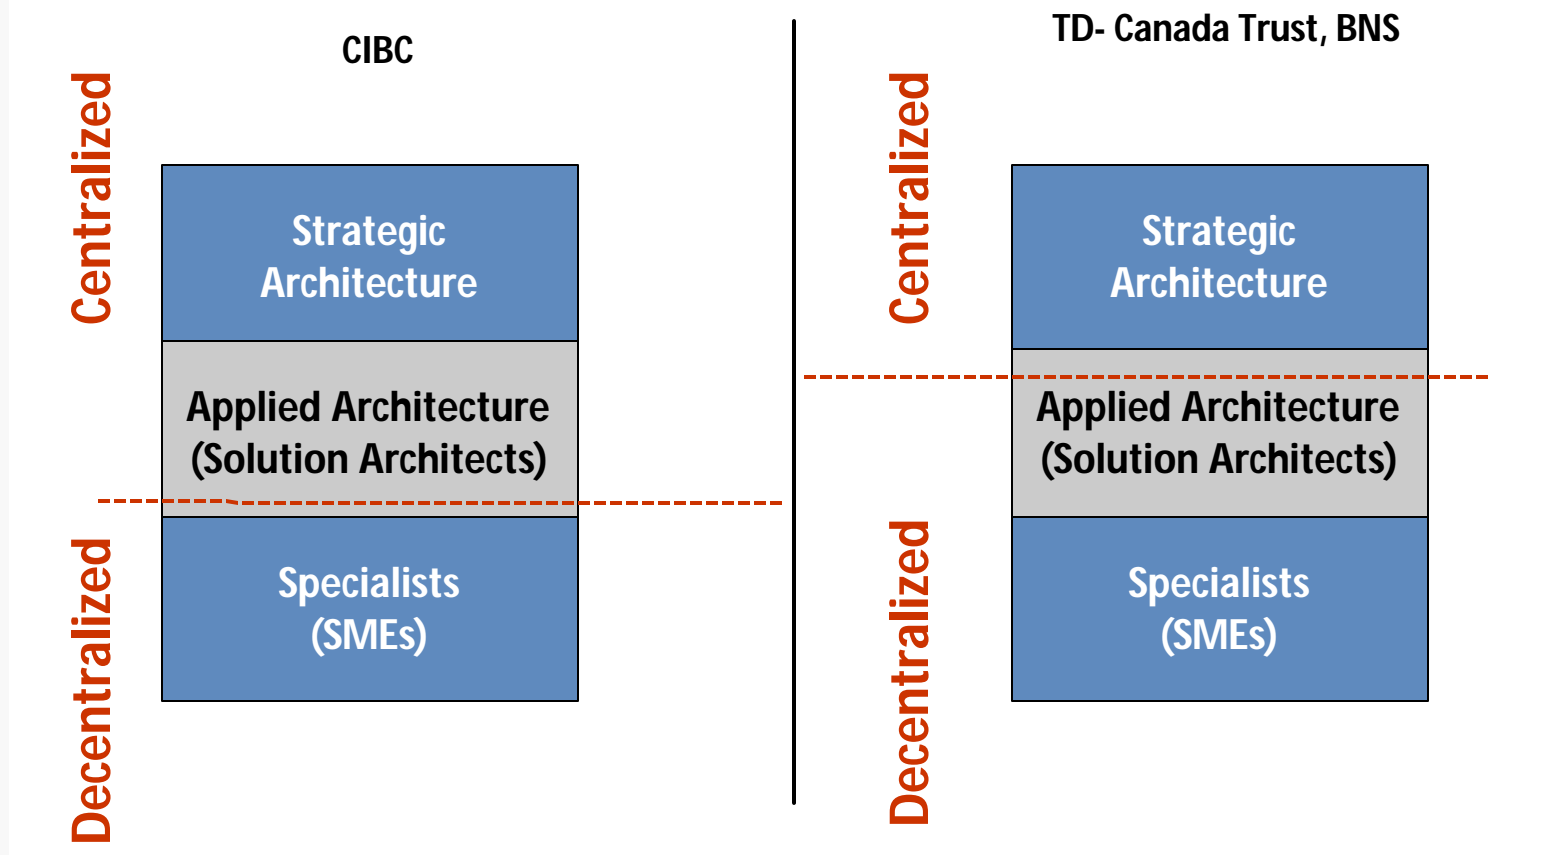 CIBC
Centralized
Strategic
Architecture
Applied Architecture
(Solution Architects)
Decentralized
Specialists
(SMEs)
TD- Canada Trust, BNS
Centralized
Strategic
Architecture
Applied Architecture
(Solution Architects)
Decentralized
Specialists
(SMEs)